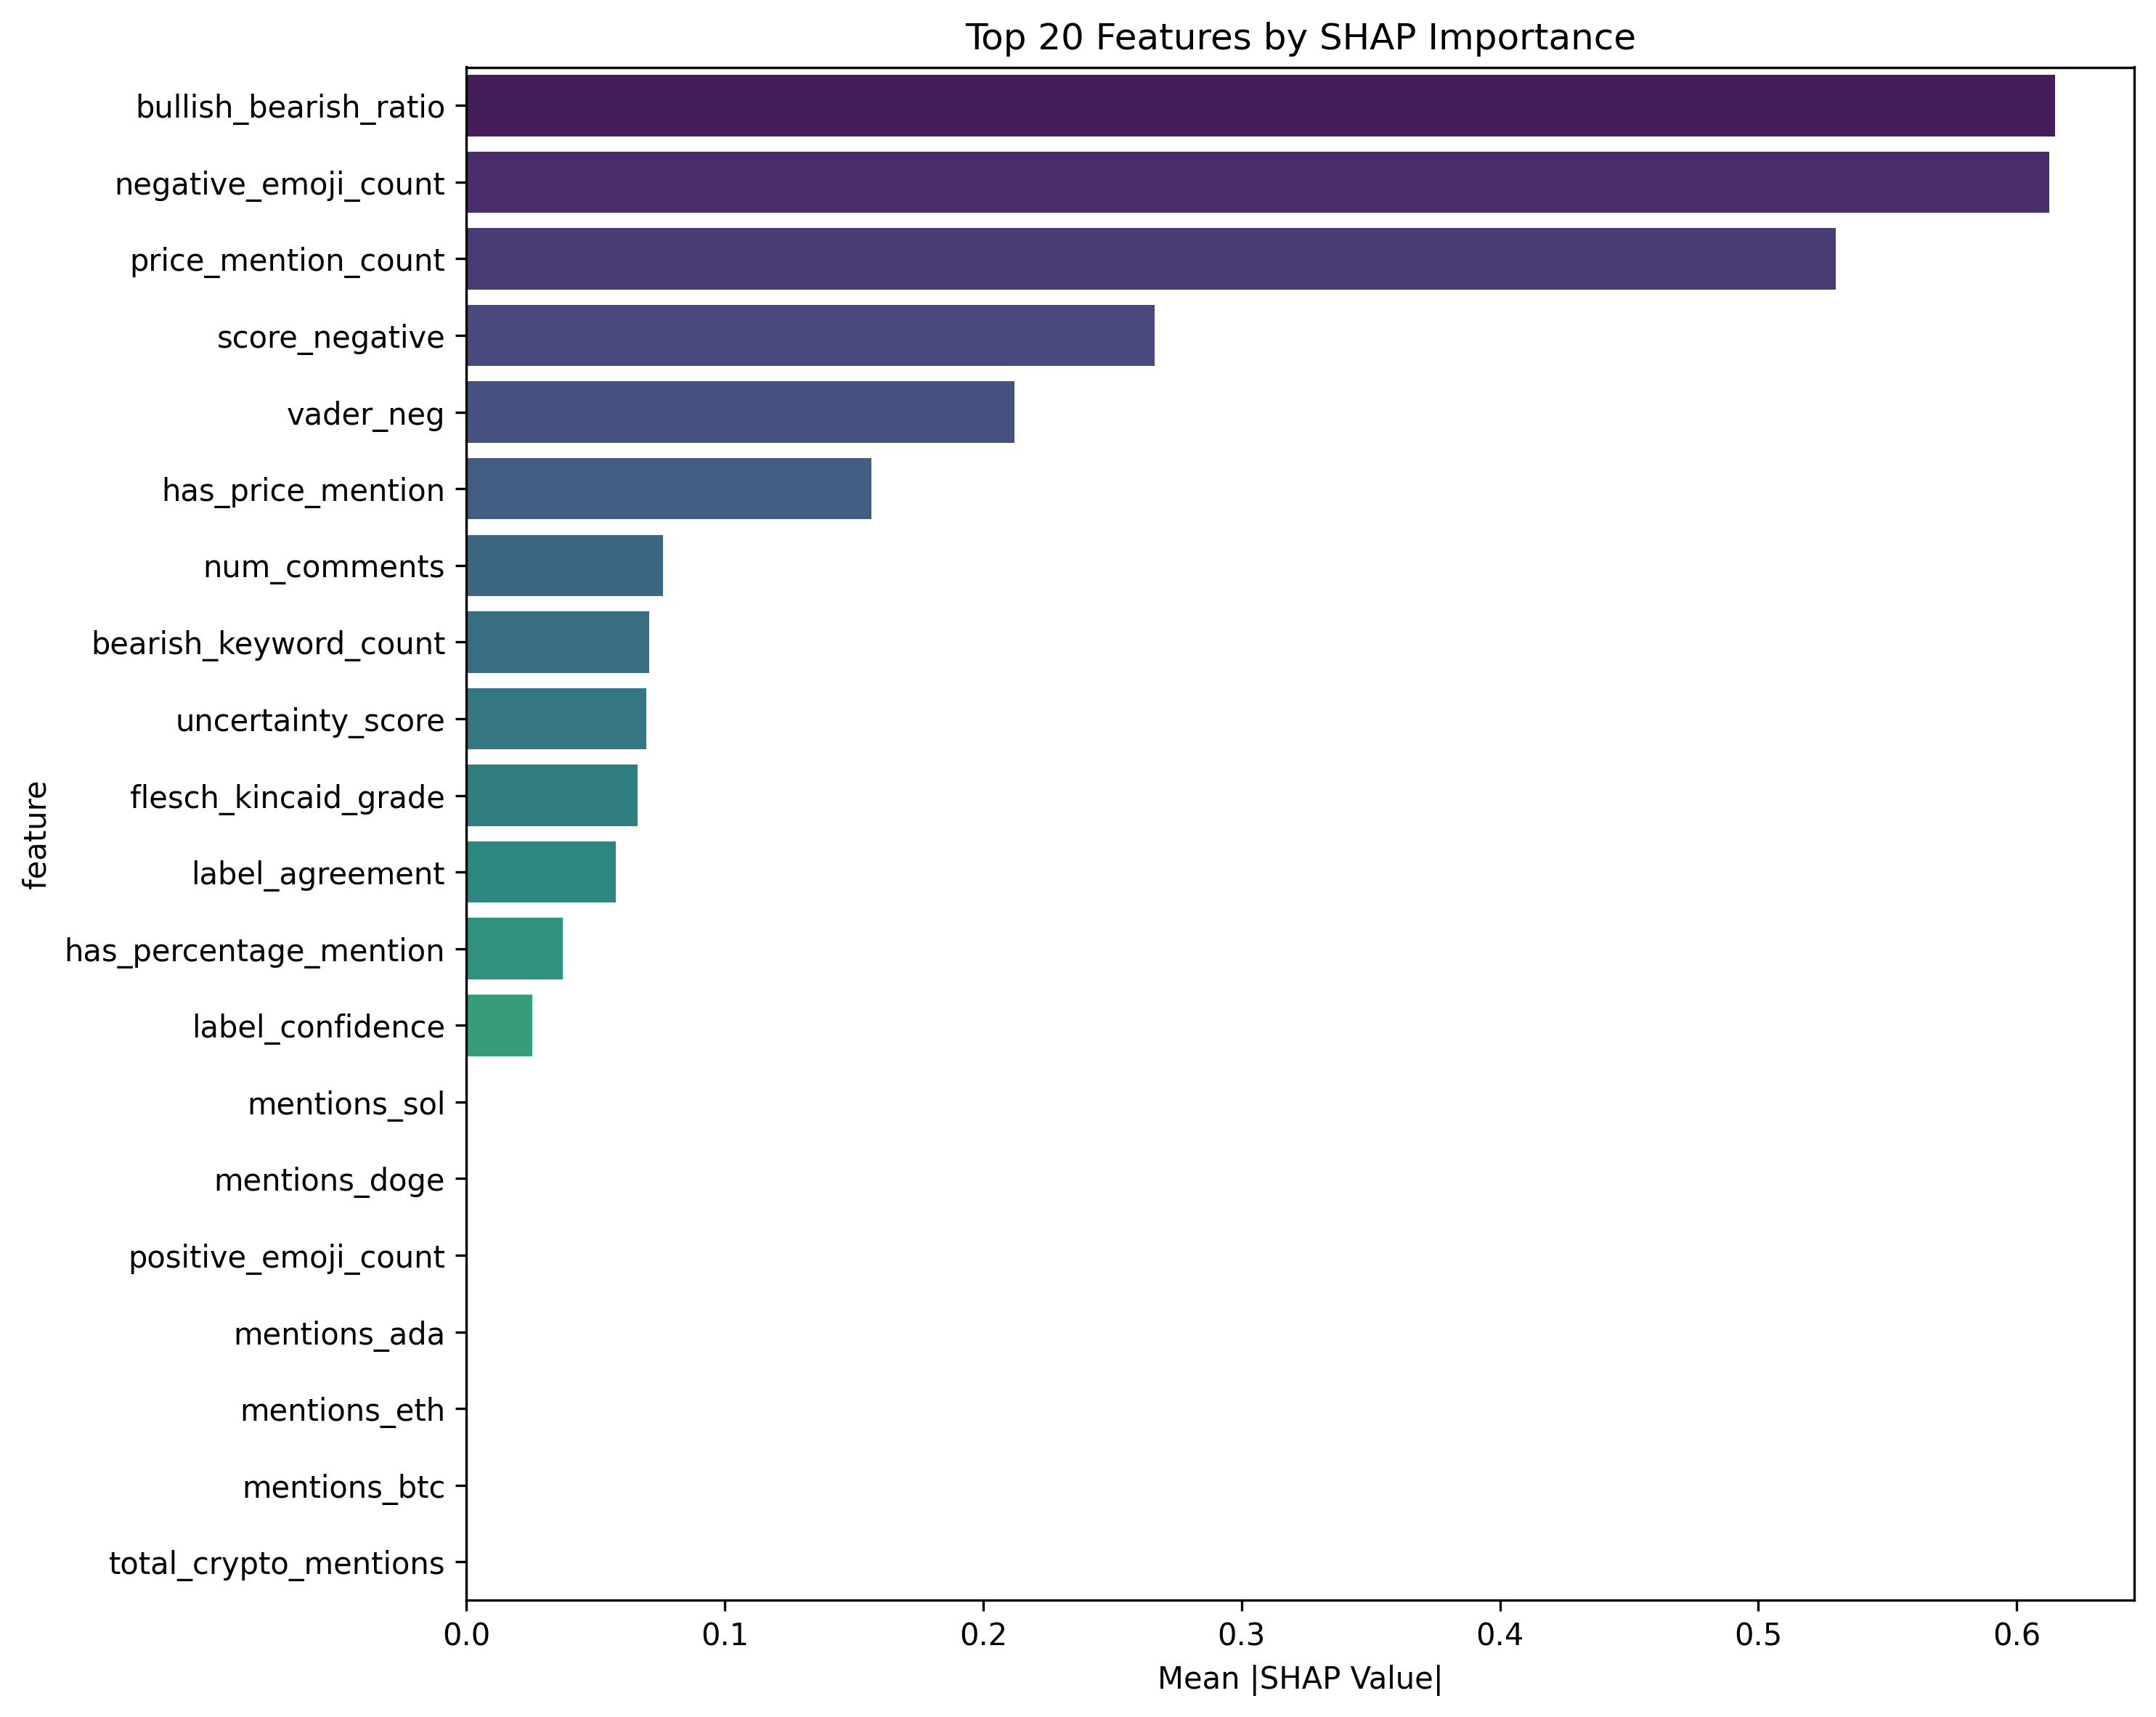 Top 20 Features by SHAP Importance
bullish_bearish_ratio
negative_emoji_count
price_mention_count
score_negative
vader_neg
has_price_mention
num_comments
bearish_keyword_count
uncertainty_score
flesch_kincaid_grade
label_agreement
has_percentage_mention
label_confidence
mentions_sol
mentions_doge
positive_emoji_count
mentions_ada
mentions_eth
mentions_btc
total_crypto_mentions
feature
0.0 0.1 0.2 0.3 0.4 0.5 0.6
Mean |SHAP Value|